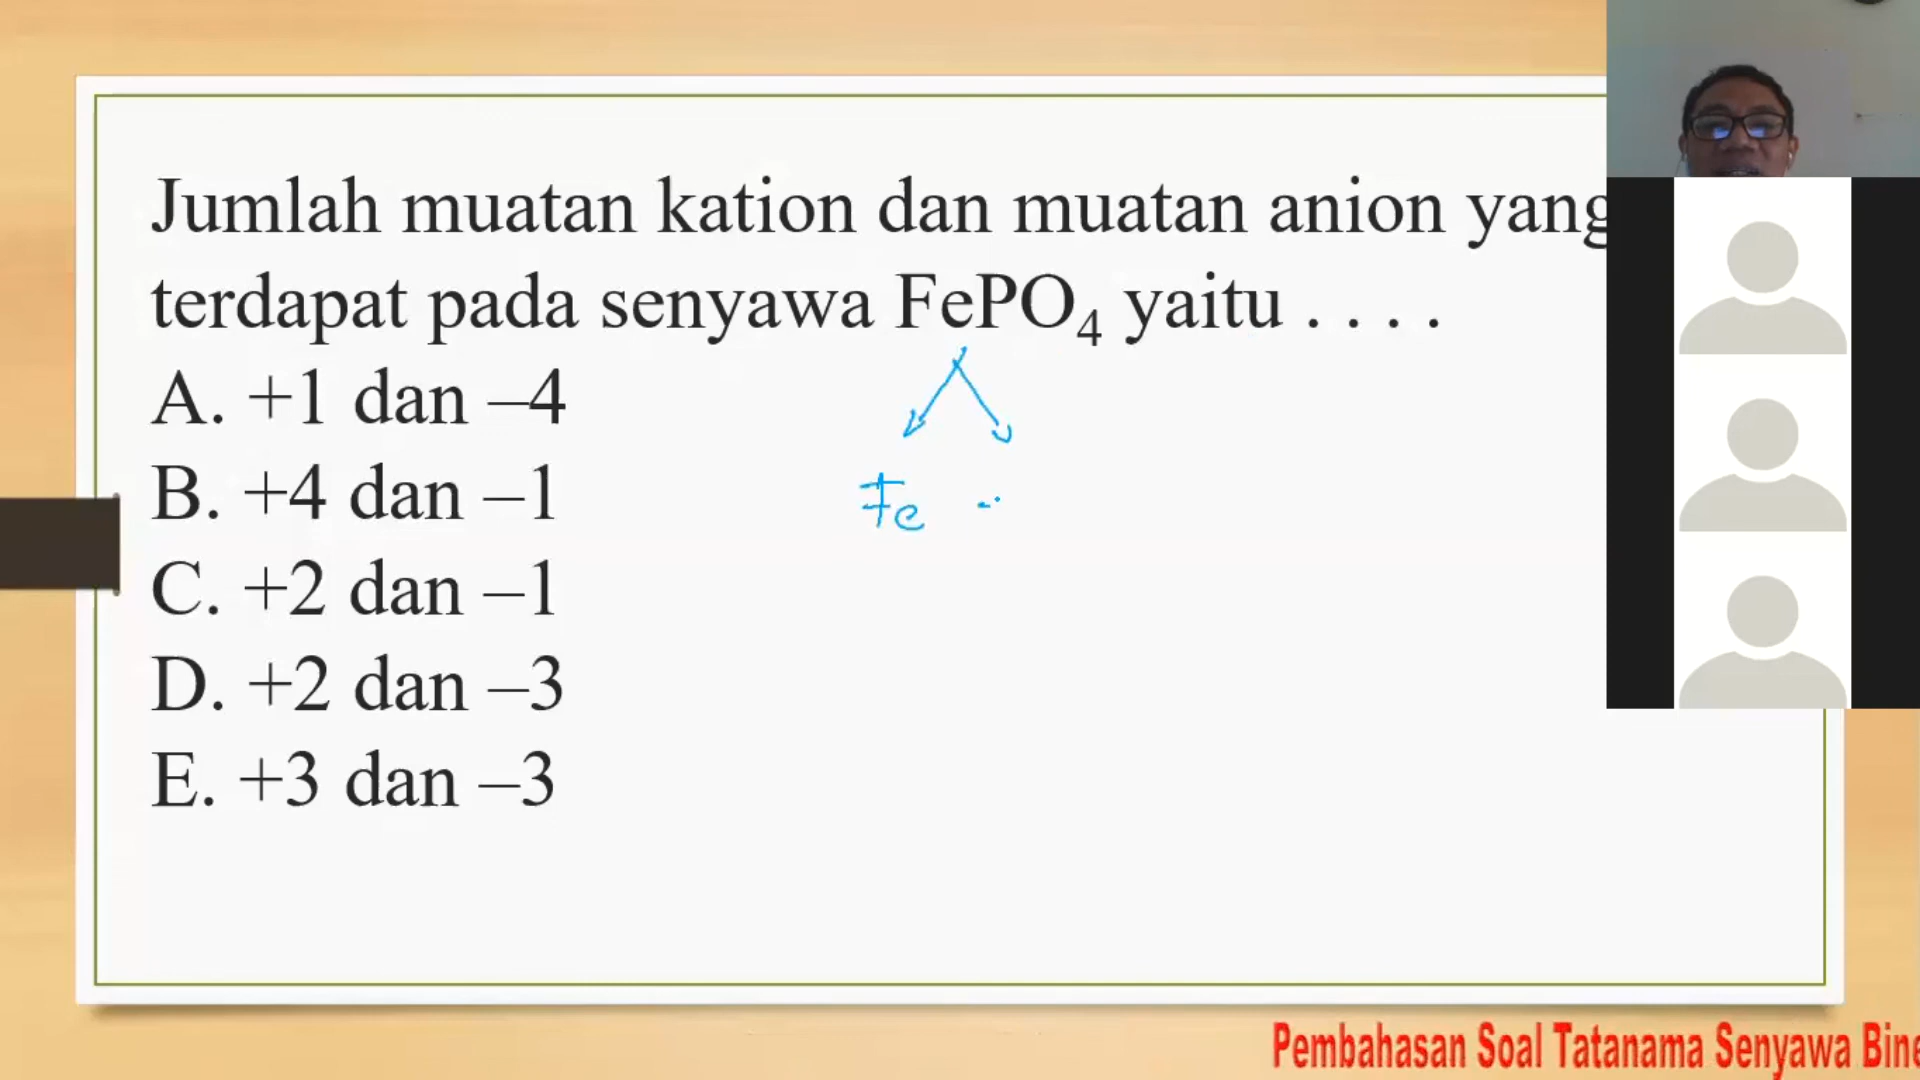 Jumlah muatan kation dan muatan anion yang
terdapat pada senyawa FePO₄ yaitu . . . .
A. +1 dan –4
B. +4 dan –1
C. +2 dan –1
D. +2 dan –3
E. +3 dan –3
Fe
Pembahasan Soal Tatanama Senyawa Bine